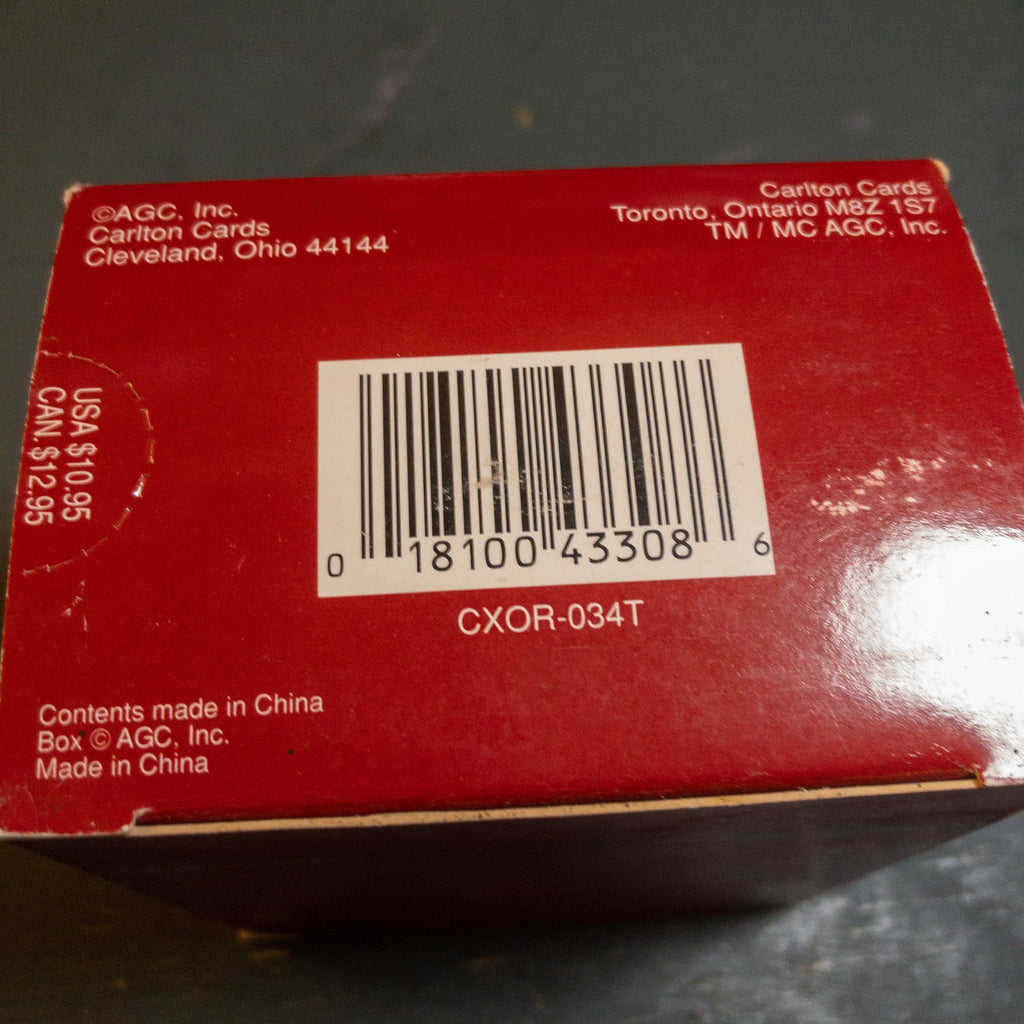 ©AGC, Inc.
Carlton Cards
Cleveland, Ohio 44144
Carlton Cards
Toronto, Ontario M8Z 1S7
TM / MC AGC, Inc.
USA $10.95
CAN. $12.95
0 18100 43308 6
CXOR-034T
Contents made in China
Box © AGC, Inc.
Made in China